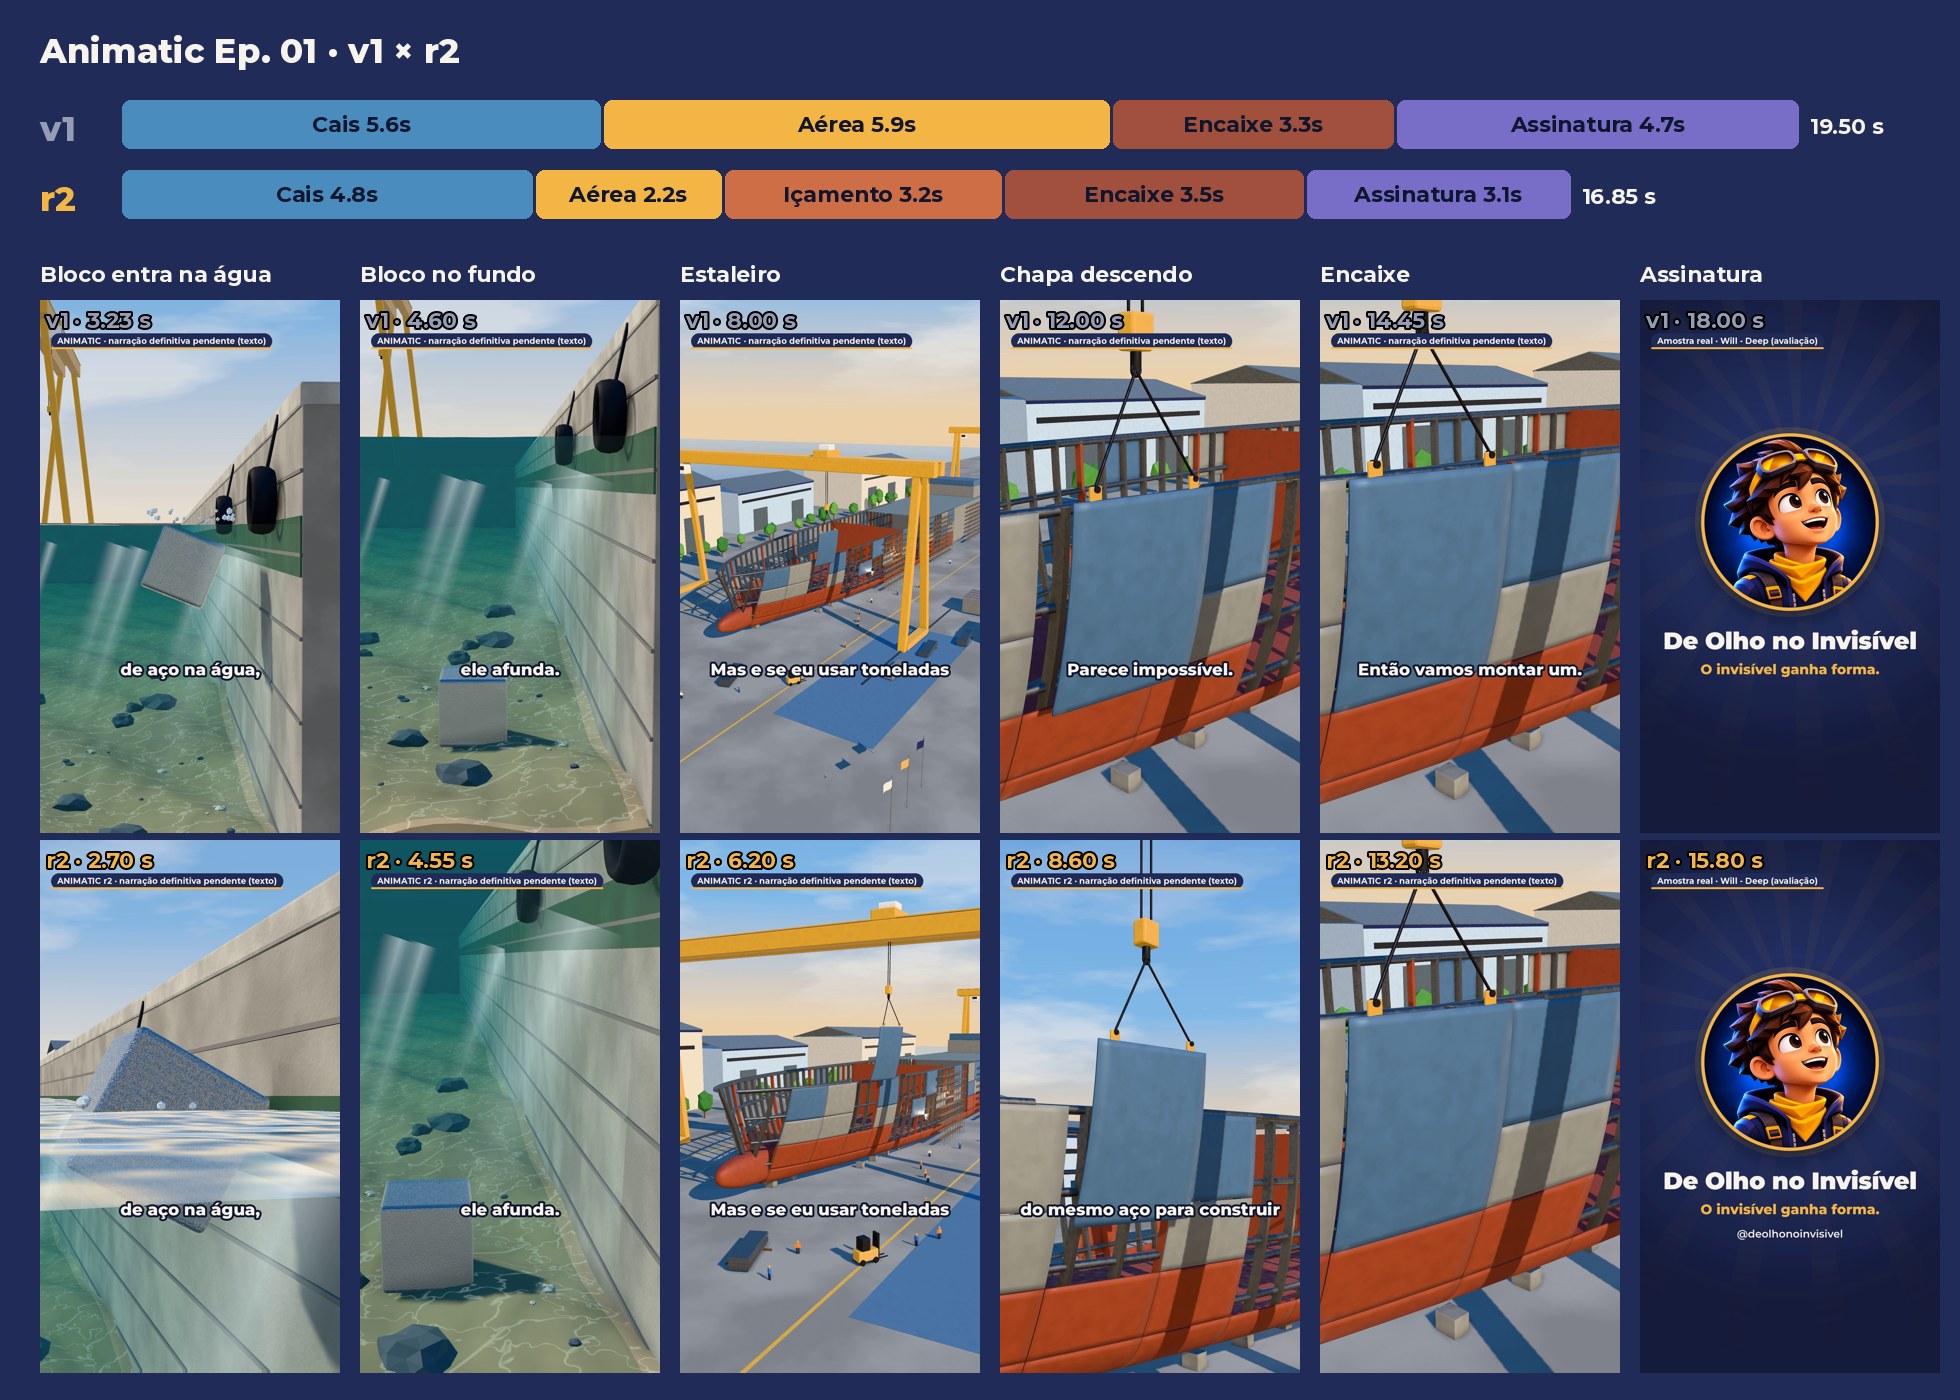 Animatic Ep. 01 · v1 × r2
v1
Cais 5.6s
Aérea 5.9s
Encaixe 3.3s
Assinatura 4.7s
19.50 s
r2
Cais 4.8s
Aérea 2.2s
Içamento 3.2s
Encaixe 3.5s
Assinatura 3.1s
16.85 s
Bloco entra na água
Bloco no fundo
Estaleiro
Chapa descendo
Encaixe
Assinatura
v1 · 3.23 s
ANIMATIC · narração definitiva pendente (texto)
de aço na água,
v1 · 4.60 s
ANIMATIC · narração definitiva pendente (texto)
ele afunda.
v1 · 8.00 s
ANIMATIC · narração definitiva pendente (texto)
Mas e se eu usar toneladas
v1 · 12.00 s
ANIMATIC · narração definitiva pendente (texto)
Parece impossível.
v1 · 14.45 s
ANIMATIC · narração definitiva pendente (texto)
Então vamos montar um.
v1 · 18.00 s
Amostra real · Will - Deep (avaliação)
De Olho no Invisível
O invisível ganha forma.
r2 · 2.70 s
ANIMATIC r2 · narração definitiva pendente (texto)
de aço na água,
r2 · 4.55 s
ANIMATIC r2 · narração definitiva pendente (texto)
ele afunda.
r2 · 6.20 s
ANIMATIC r2 · narração definitiva pendente (texto)
Mas e se eu usar toneladas
r2 · 8.60 s
ANIMATIC r2 · narração definitiva pendente (texto)
do mesmo aço para construir
r2 · 13.20 s
ANIMATIC r2 · narração definitiva pendente (texto)
r2 · 15.80 s
Amostra real · Will - Deep (avaliação)
De Olho no Invisível
O invisível ganha forma.
@deolhonoinvisivel